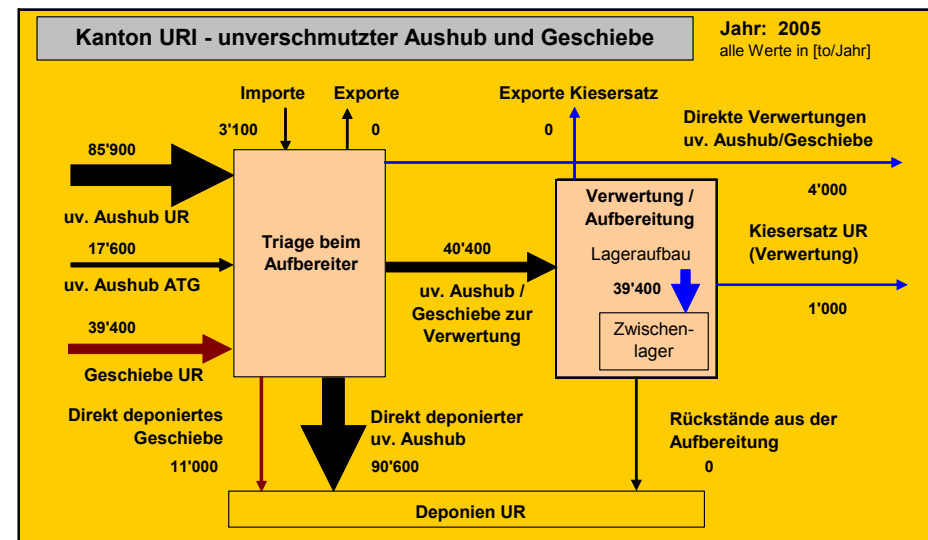 Kanton URI - unverschmutzter Aushub und Geschiebe
Jahr: 2005
alle Werte in [to/Jahr]
Importe
Exporte
Exporte Kiesersatz
3'100
0
0
Direkte Verwertungen
uv. Aushub/Geschiebe
4'000
85'900
uv. Aushub UR
17'600
uv. Aushub ATG
39'400
Geschiebe UR
Triage beim
Aufbereiter
40'400
uv. Aushub /
Geschiebe zur
Verwertung
Verwertung /
Aufbereitung
Lageraufbau
39'400
Zwischen-
lager
Kiesersatz UR
(Verwertung)
1'000
Direkt deponiertes
Geschiebe
11'000
Direkt deponierter
uv. Aushub
90'600
Rückstände aus der
Aufbereitung
0
Deponien UR